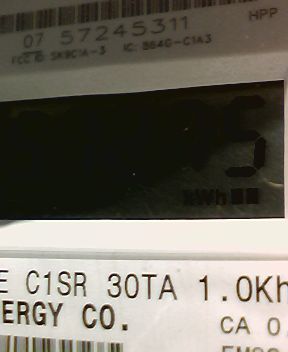 HPP
07 57245311
FCC ID: SK9C1A-3 IC: 864G-C1A3
5
kWh
E C1SR 30TA 1.0Kh
ERGY CO.
CA 0.